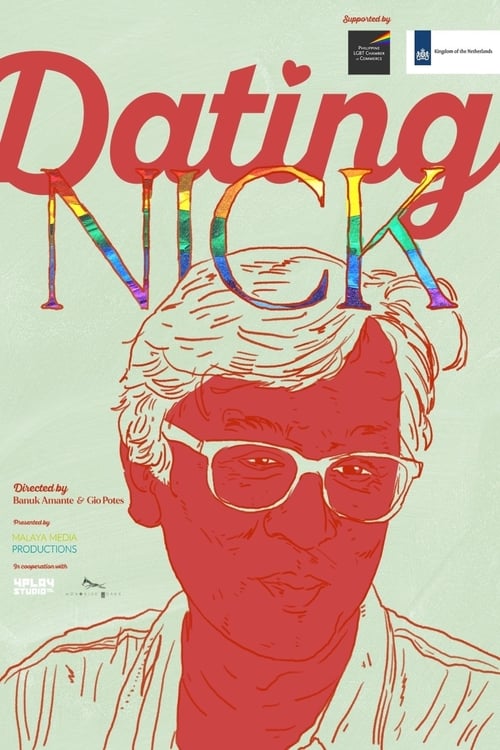 Supported by
PHILIPPINE
LGBT CHAMBER
OF COMMERCE
Kingdom of the Netherlands
Dating
NICK
Directed by
Banuk Amante & Gio Potes
Presented by
MALAYA MEDIA
PRODUCTIONS
In cooperation with
4PLAY
STUDIO